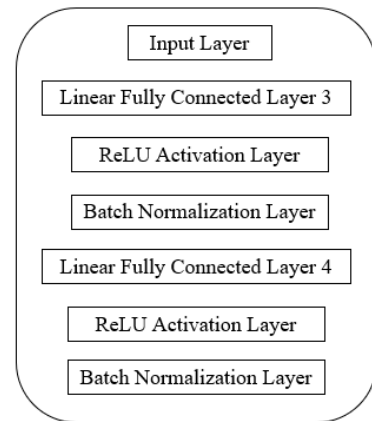 Input Layer
Linear Fully Connected Layer 3
ReLU Activation Layer
Batch Normalization Layer
Linear Fully Connected Layer 4
ReLU Activation Layer
Batch Normalization Layer